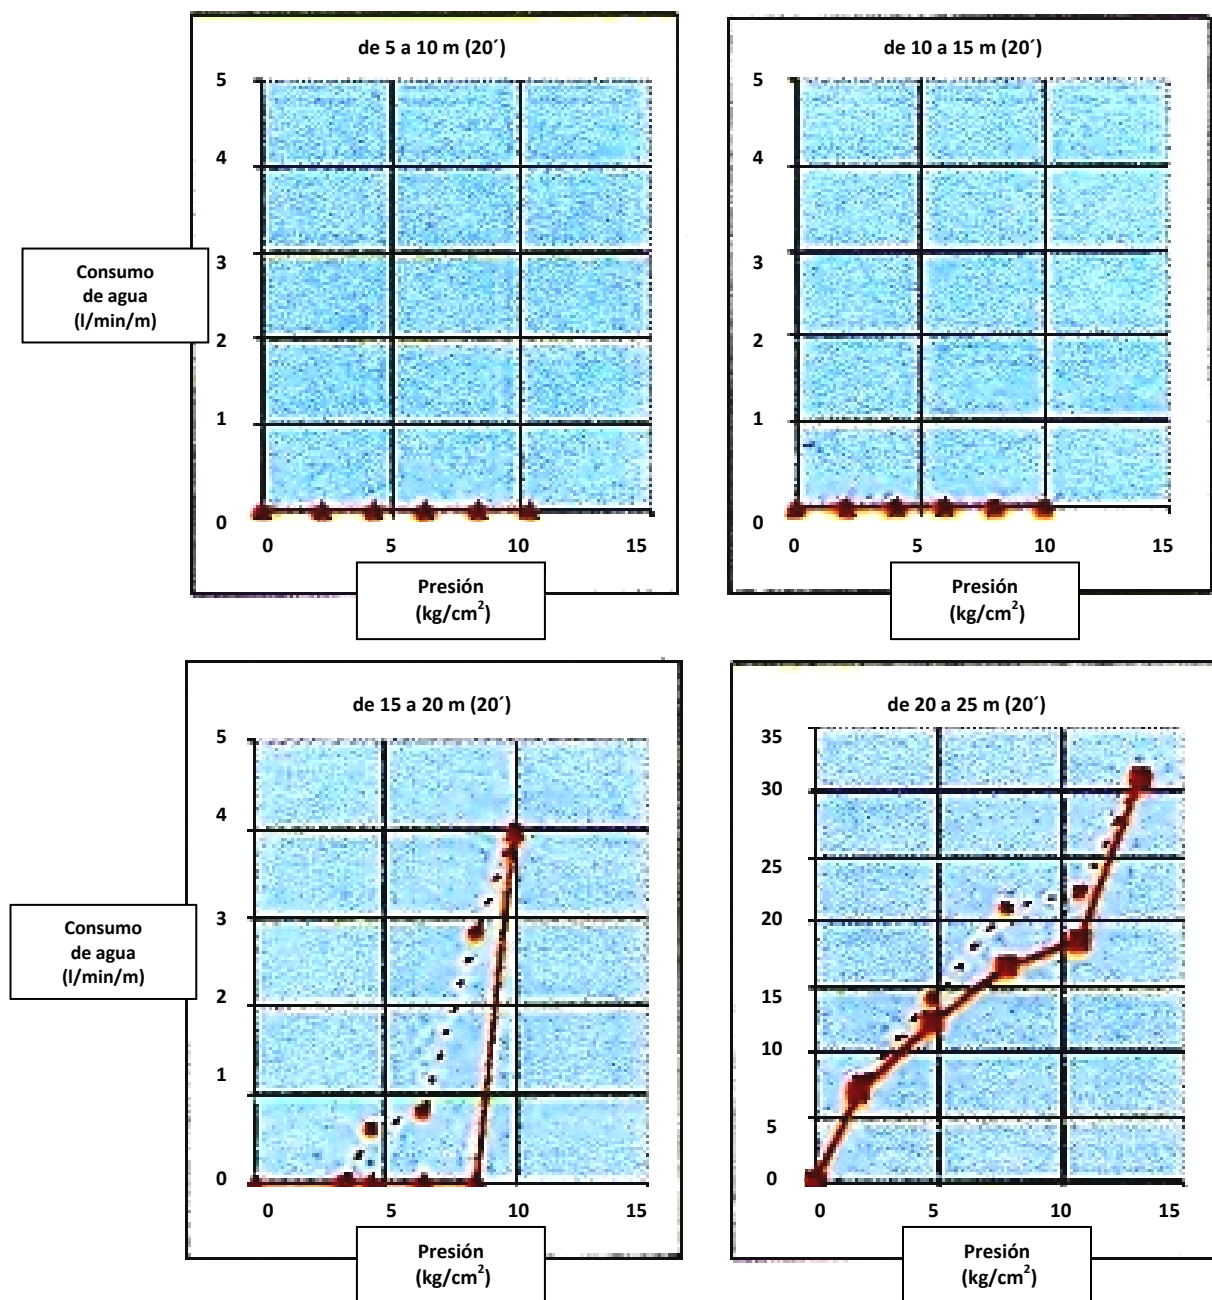 de 5 a 10 m (20´)
5
4
3
2
1
0
0 5 10 15
Consumo
de agua
(l/min/m)
Presión
(kg/cm²)
de 10 a 15 m (20´)
5
4
3
2
1
0
0 5 10 15
Presión
(kg/cm²)
de 15 a 20 m (20´)
5
4
3
2
1
0
0 5 10 15
Consumo
de agua
(l/min/m)
Presión
(kg/cm²)
de 20 a 25 m (20´)
35
30
25
20
15
10
5
0
0 5 10 15
Presión
(kg/cm²)